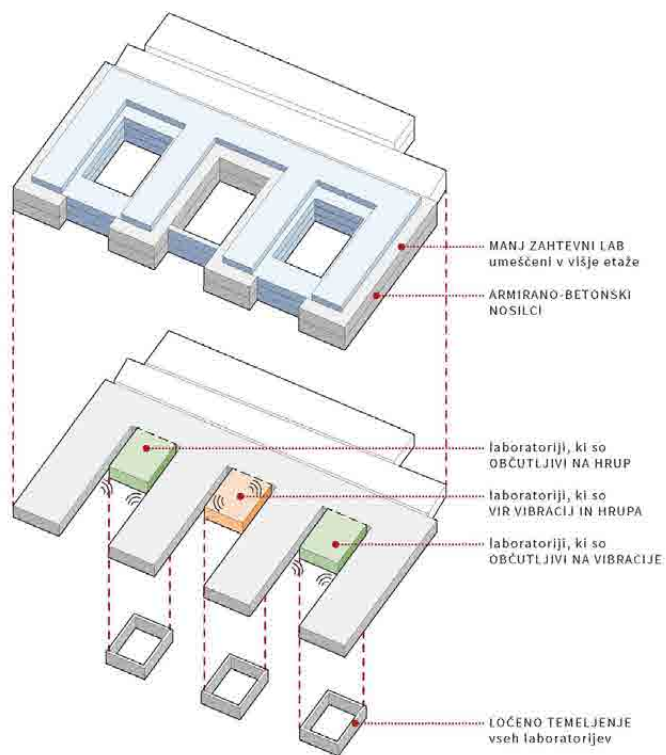 MANJ ZAHTEVNI LAB
umeščeni v višje etaže
ARMIRANO-BETONSKI
NOSILCI
laboratoriji, ki so
OBČUTLJIVI NA HRUP
laboratoriji, ki so
VIR VIBRACIJ IN HRUPA
laboratoriji, ki so
OBČUTLJIVI NA VIBRACIJE
LOČENO TEMELJENJE
vseh laboratorijev